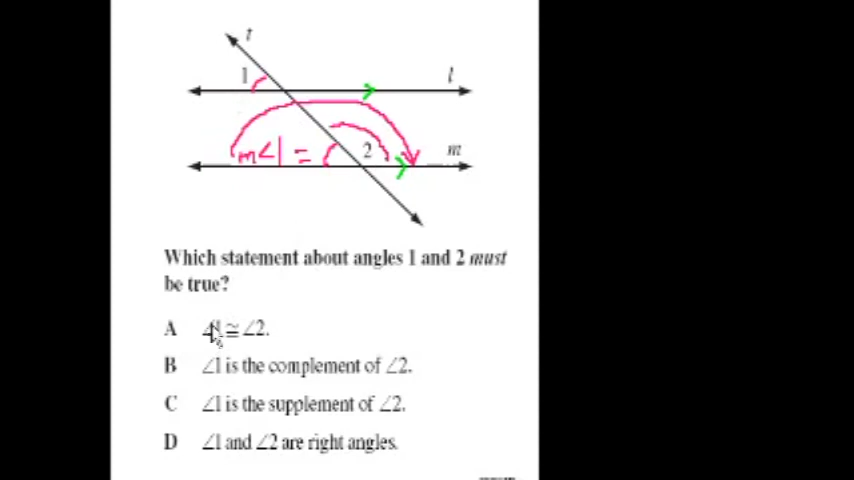 t
1
l
m∠1 =
2
m
Which statement about angles 1 and 2 must
be true?
A ∠1 ≅ ∠2.
B ∠1 is the complement of ∠2.
C ∠1 is the supplement of ∠2.
D ∠1 and ∠2 are right angles.